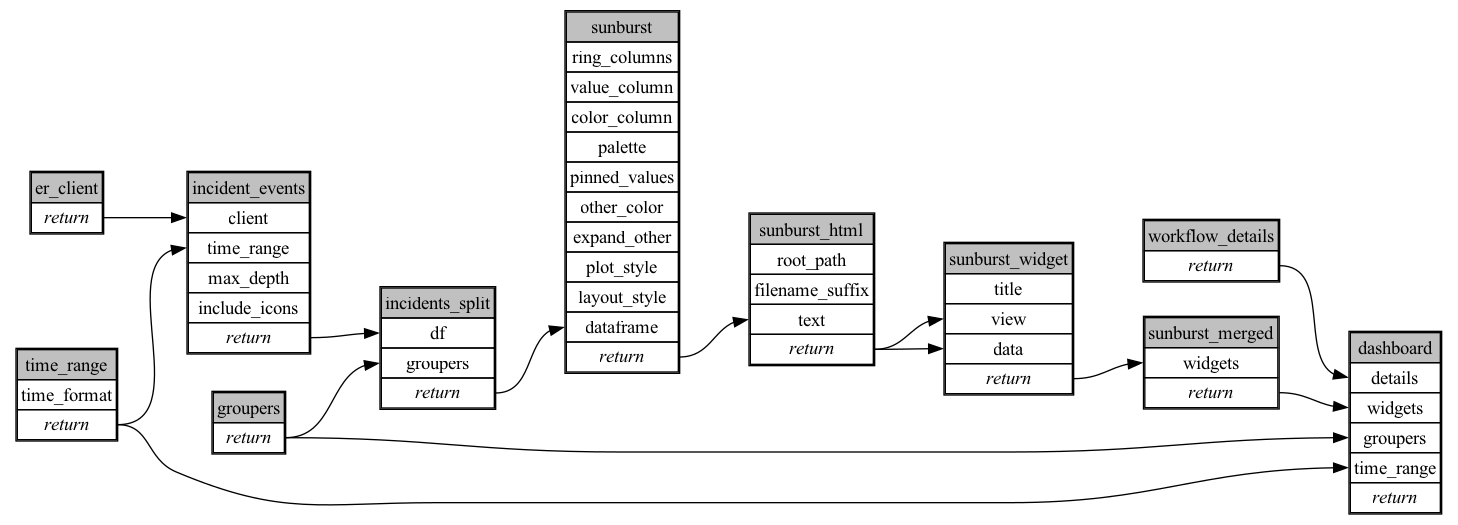 er_client
return
time_range
time_format
return
incident_events
client
time_range
max_depth
include_icons
return
groupers
return
incidents_split
df
groupers
return
sunburst
ring_columns
value_column
color_column
palette
pinned_values
other_color
expand_other
plot_style
layout_style
dataframe
return
sunburst_html
root_path
filename_suffix
text
return
sunburst_widget
title
view
data
return
workflow_details
return
sunburst_merged
widgets
return
dashboard
details
widgets
groupers
time_range
return